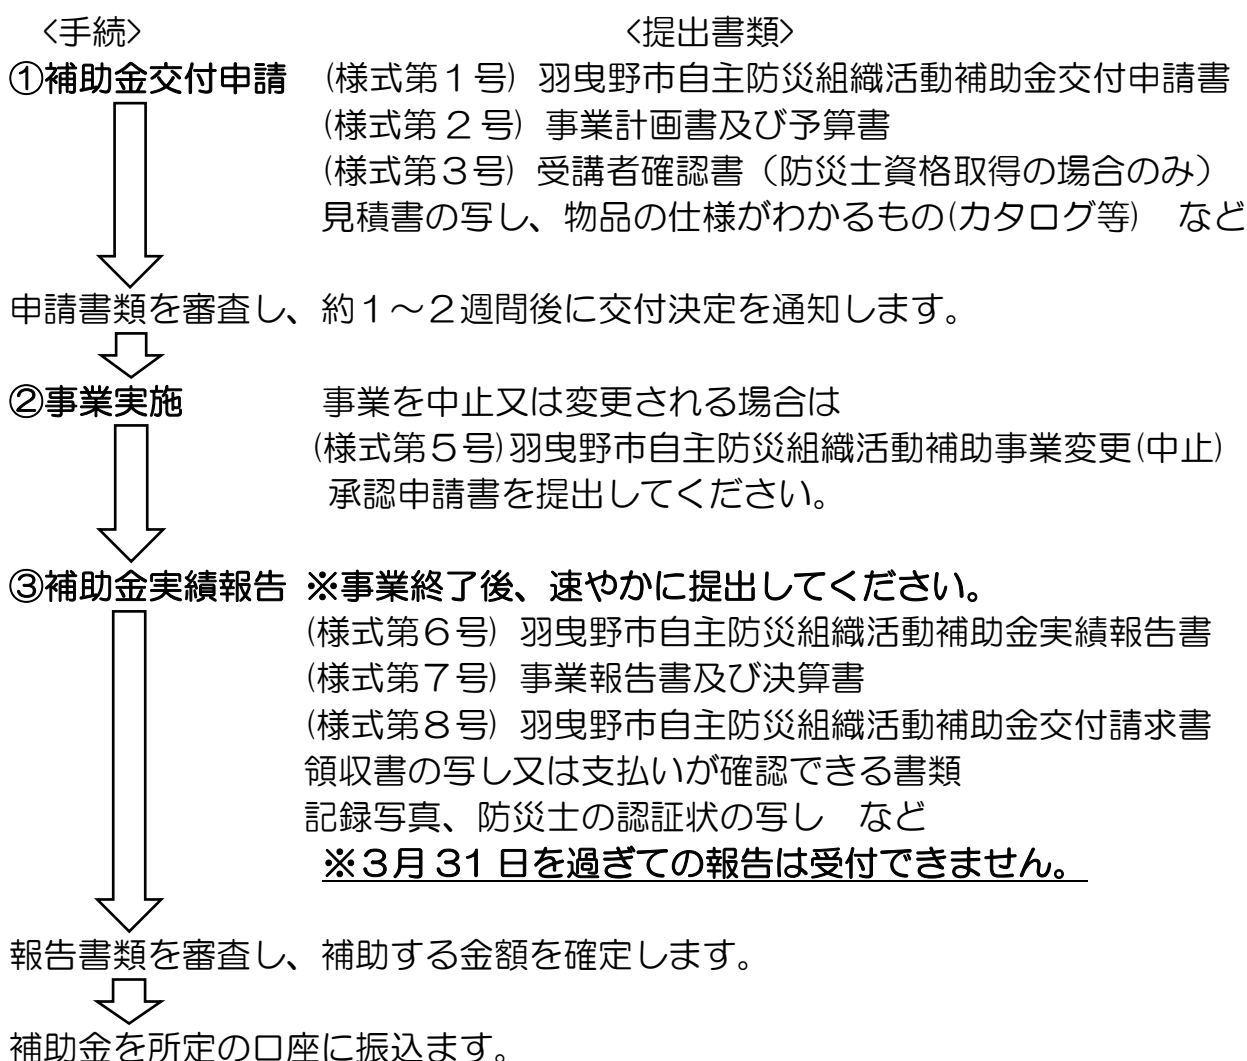 〈手続〉 〈提出書類〉
①補助金交付申請 (様式第１号) 羽曳野市自主防災組織活動補助金交付申請書
(様式第２号) 事業計画書及び予算書
(様式第３号) 受講者確認書（防災士資格取得の場合のみ）
見積書の写し、物品の仕様がわかるもの(カタログ等)　など
申請書類を審査し、約１～２週間後に交付決定を通知します。
②事業実施 事業を中止又は変更される場合は
(様式第５号)羽曳野市自主防災組織活動補助事業変更(中止)
承認申請書を提出してください。
③補助金実績報告 ※事業終了後、速やかに提出してください。
(様式第６号) 羽曳野市自主防災組織活動補助金実績報告書
(様式第７号) 事業報告書及び決算書
(様式第８号) 羽曳野市自主防災組織活動補助金交付請求書
領収書の写し又は支払いが確認できる書類
記録写真、防災士の認証状の写し　など
※３月 31 日を過ぎての報告は受付できません。
報告書類を審査し、補助する金額を確定します。
補助金を所定の口座に振込ます。